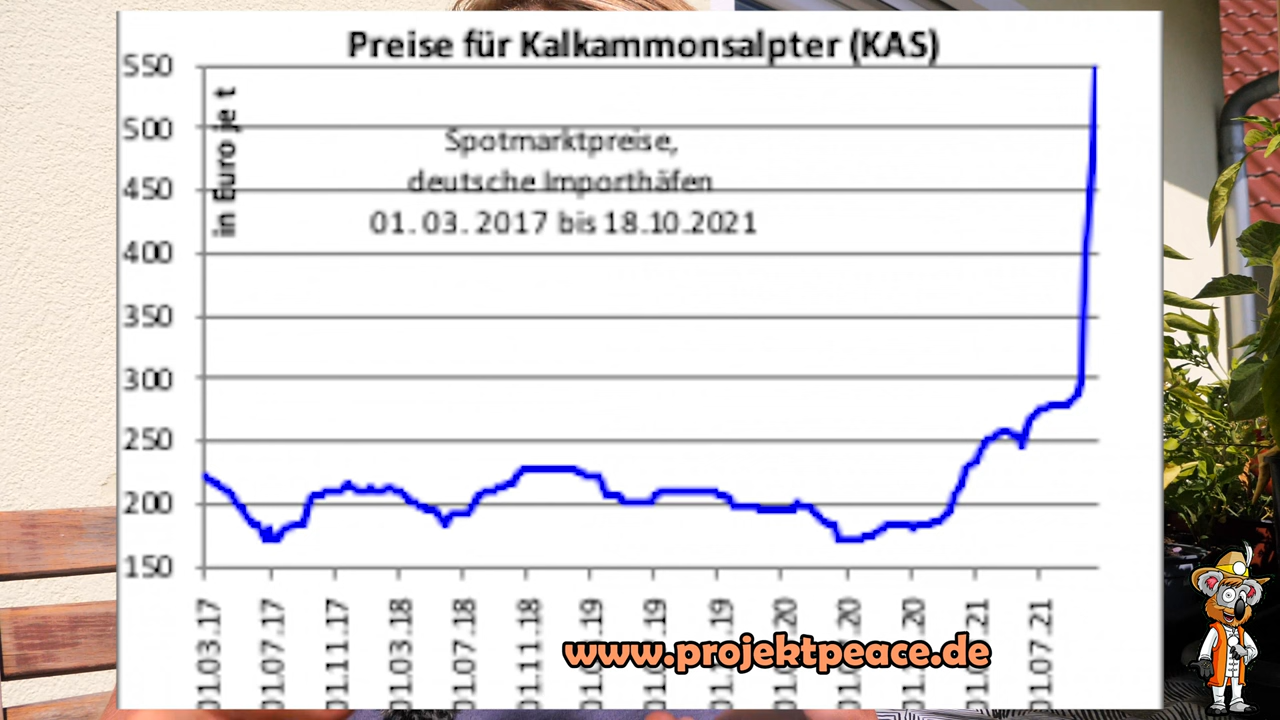 Preise für Kalkammonsalpter (KAS)
in Euro je t
Spotmarktpreise,
deutsche Importhäfen
01. 03. 2017 bis 18.10.2021
550
500
450
400
350
300
250
200
150
01.03.17
01.07.17
01.11.17
01.03.18
01.07.18
01.11.18
01.07.21
www.projektpeace.de